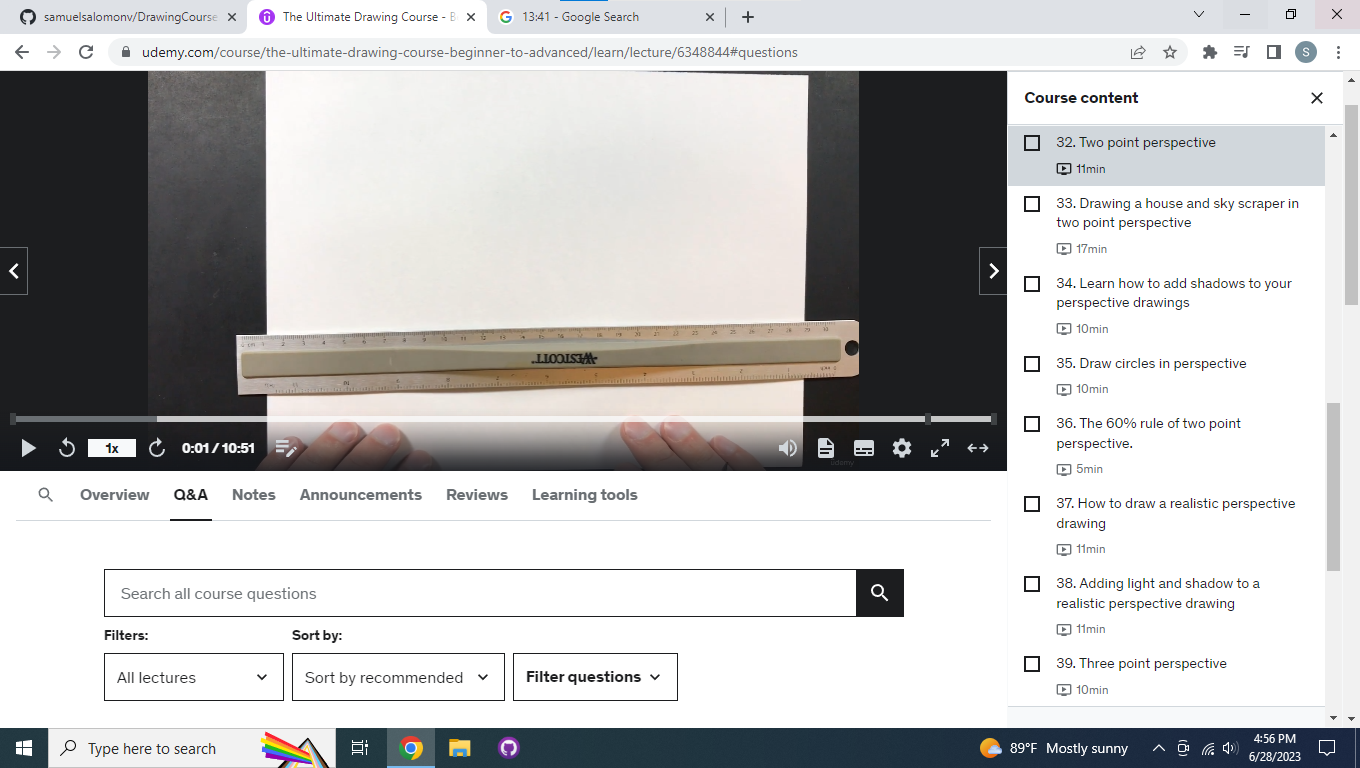 samuelsalomonv/DrawingCourse
The Ultimate Drawing Course - B
13:41 - Google Search
udemy.com/course/the-ultimate-drawing-course-beginner-to-advanced/learn/lecture/6348844#questions
S
WESTCOTT
1x
0:01 / 10:51
Udemy
Course content
32. Two point perspective
11min
33. Drawing a house and sky scraper in
two point perspective
17min
34. Learn how to add shadows to your
perspective drawings
10min
35. Draw circles in perspective
10min
36. The 60% rule of two point
perspective.
5min
37. How to draw a realistic perspective
drawing
11min
38. Adding light and shadow to a
realistic perspective drawing
11min
39. Three point perspective
10min
Overview
Q&A
Notes
Announcements
Reviews
Learning tools
Search all course questions
Filters:
Sort by:
All lectures
Sort by recommended
Filter questions
Type here to search
89°F Mostly sunny
4:56 PM
6/28/2023